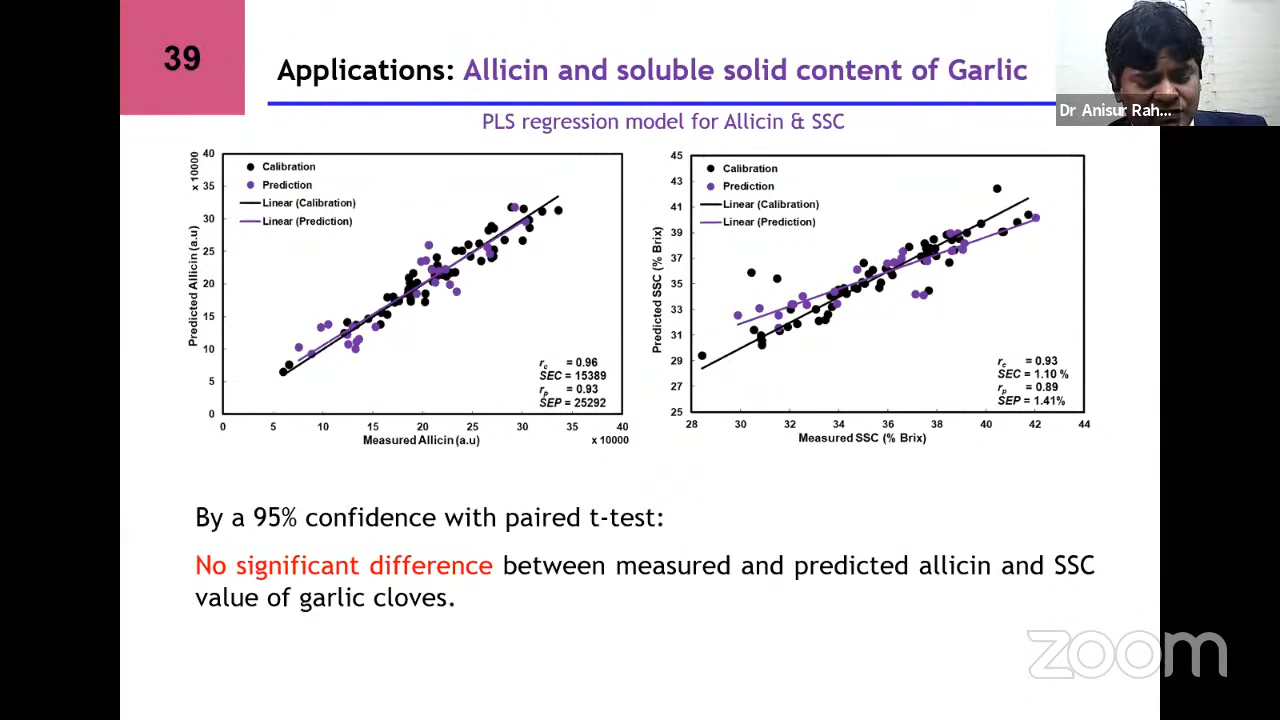 39
Applications: Allicin and soluble solid content of Garlic
Dr Anisur Rah...
PLS regression model for Allicin & SSC
x 10000
Predicted Allicin (a.u)
40
35
30
25
20
15
10
5
0
Calibration
Prediction
Linear (Calibration)
Linear (Prediction)
rc = 0.96
SEC = 15389
rp = 0.93
SEP = 25292
0 5 10 15 20 25 30 35 40
Measured Allicin (a.u)
x 10000
Predicted SSC (% Brix)
45
43
41
39
37
35
33
31
29
27
25
Calibration
Prediction
Linear (Calibration)
Linear (Prediction)
rc = 0.93
SEC = 1.10 %
rp = 0.89
SEP = 1.41%
28 30 32 34 36 38 40 42 44
Measured SSC (% Brix)
By a 95% confidence with paired t-test:
No significant difference between measured and predicted allicin and SSC
value of garlic cloves.
zoom